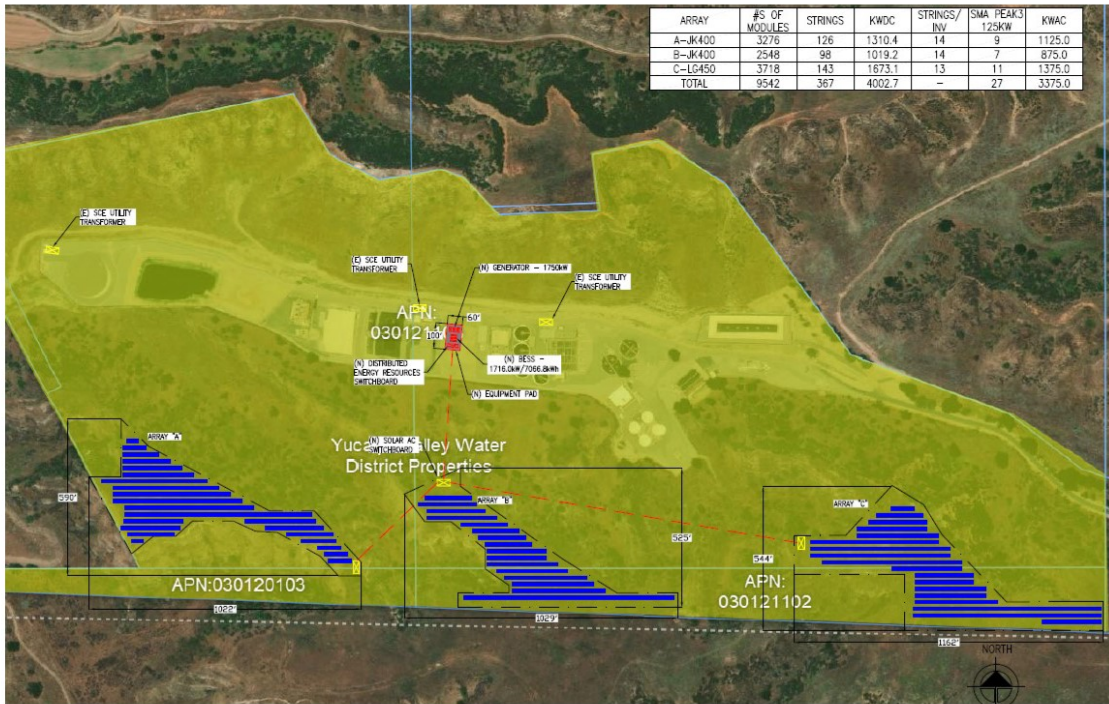 ARRAY #S OF MODULES STRINGS KWDC STRINGS/ INV SMA PEAK3 125KW KWAC
A-JK400 3276 126 1310.4 14 9 1125.0
B-JK400 2548 98 1019.2 14 7 875.0
C-LG450 3718 143 1673.1 13 11 1375.0
TOTAL 9542 367 4002.7 - 27 3375.0
(E) SCE UTILITY
TRANSFORMER
(E) SCE UTILITY
TRANSFORMER
(N) GENERATOR - 1750kW
(E) SCE UTILITY
TRANSFORMER
APN:
60'
100'
(N) DISTRIBUTED
ENERGY RESOURCES
SWITCHBOARD
(N) BESS -
1716.0kW/7066.8kWh
(N) EQUIPMENT PAD
(N) SOLAR AC
SWITCHBOARD
Water
District Properties
ARRAY "A"
590'
ARRAY "B"
525'
ARRAY "C"
544'
APN:030120103
1022'
1029'
APN:
030121102
1162'
NORTH